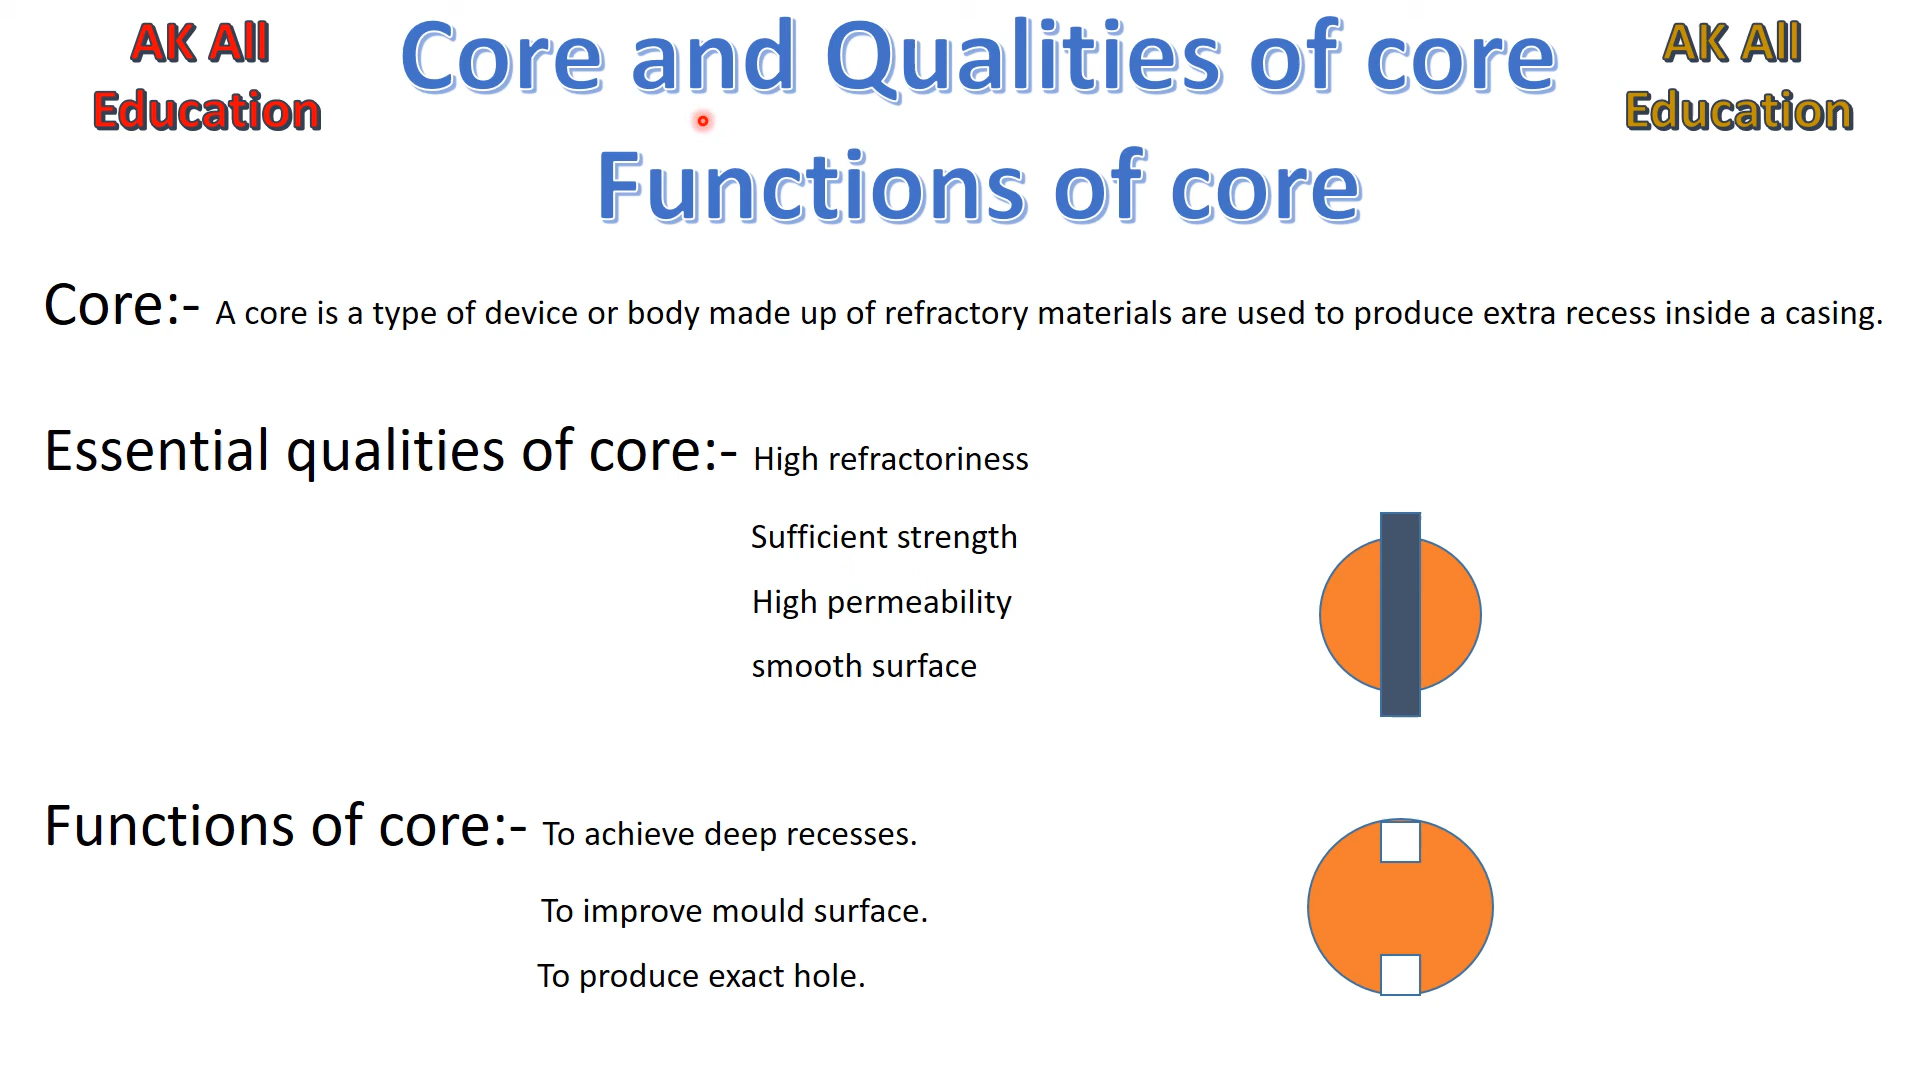 AK All
Education
Core and Qualities of core
Functions of core
AK All
Education
Core:- A core is a type of device or body made up of refractory materials are used to produce extra recess inside a casing.
Essential qualities of core:- High refractoriness
Sufficient strength
High permeability
smooth surface
Functions of core:- To achieve deep recesses.
To improve mould surface.
To produce exact hole.